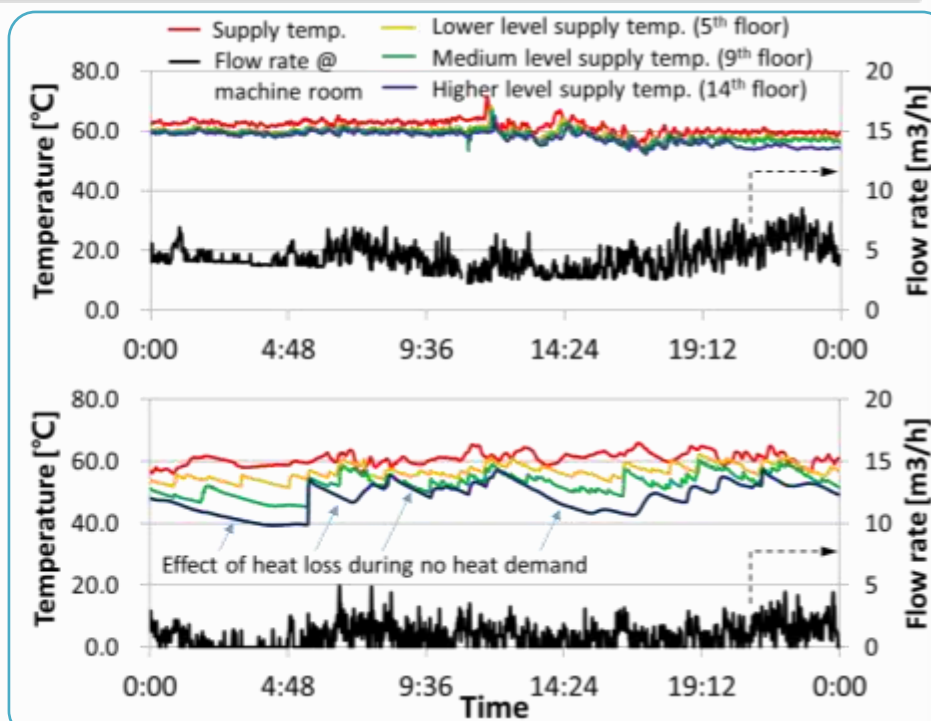 Supply temp.
Lower level supply temp. (5th floor)
Flow rate @
machine room
Medium level supply temp. (9th floor)
Higher level supply temp. (14th floor)
Temperature [℃]
80.0
60.0
40.0
20.0
0.0
20
15
10
5
0
Flow rate [m3/h]
0:00
4:48
9:36
14:24
19:12
0:00
Temperature [℃]
80.0
60.0
40.0
20.0
0.0
Effect of heat loss during no heat demand
20
15
10
5
0
Flow rate [m3/h]
0:00
4:48
9:36
14:24
19:12
0:00
Time